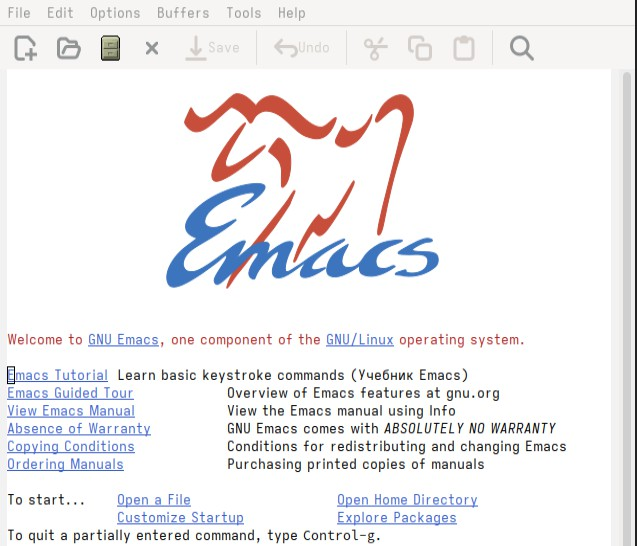 File Edit Options Buffers Tools Help
Save Undo
Emacs
Welcome to GNU Emacs, one component of the GNU/Linux operating system.
Emacs Tutorial Learn basic keystroke commands (Учебник Emacs)
Emacs Guided Tour Overview of Emacs features at gnu.org
View Emacs Manual View the Emacs manual using Info
Absence of Warranty GNU Emacs comes with ABSOLUTELY NO WARRANTY
Copying Conditions Conditions for redistributing and changing Emacs
Ordering Manuals Purchasing printed copies of manuals
To start... Open a File Open Home Directory
Customize Startup Explore Packages
To quit a partially entered command, type Control-g.